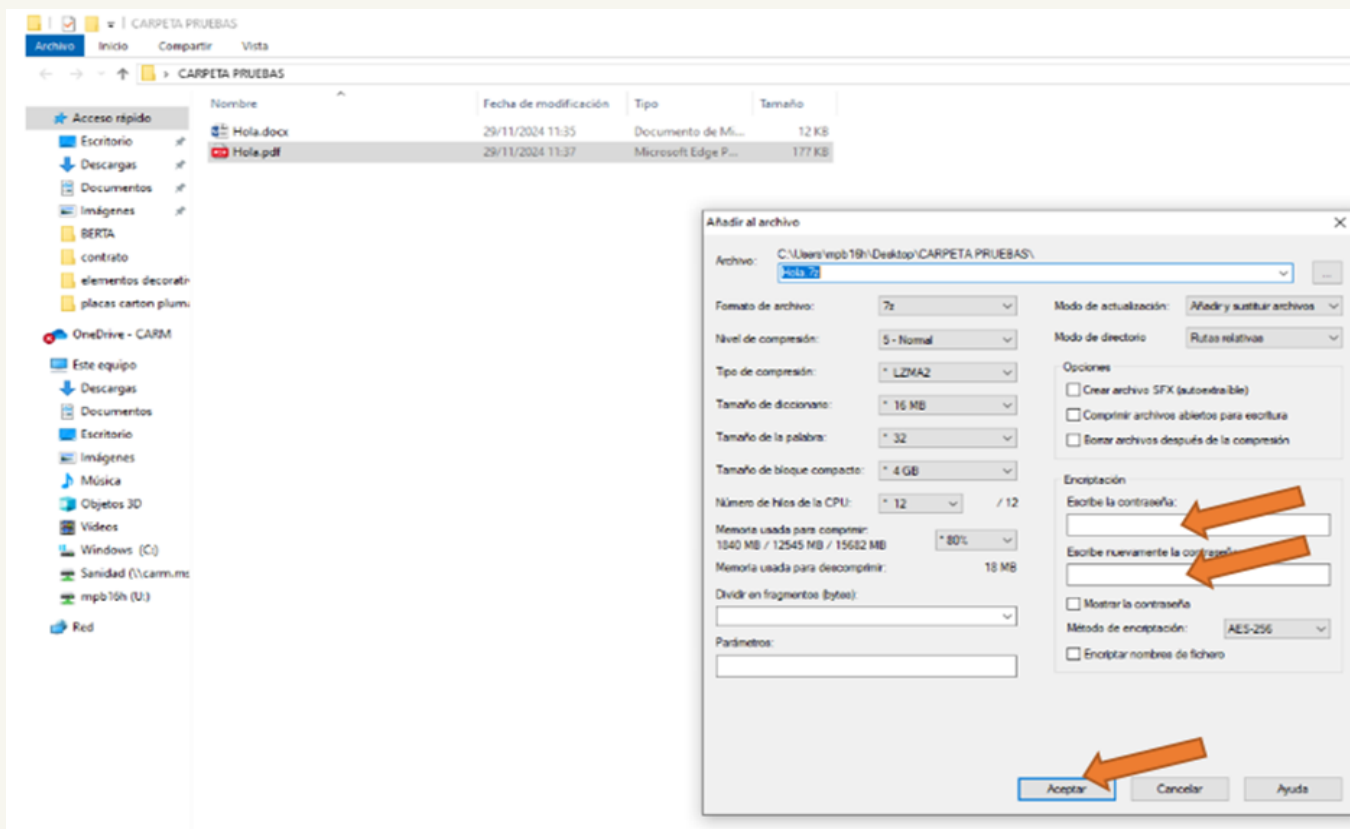 CARPETA PRUEBAS
Archivo Inicio Compartir Vista
CARPETA PRUEBAS
Nombre Fecha de modificación Tipo Tamaño
Hola.docx 29/11/2024 11:35 Documento de Mi... 12 KB
Hola.pdf 29/11/2024 11:37 Microsoft Edge P... 177 KB
Acceso rápido
Escritorio
Descargas
Documentos
Imágenes
BERTA
contrato
elementos decorativ
placas carton pluma
OneDrive - CARM
Este equipo
Descargas
Documentos
Escritorio
Imágenes
Música
Objetos 3D
Vídeos
Windows (C:)
Sanidad (\\carm.ms
mpb16h (U:)
Red
Añadir al archivo
Archivo: C:\Users\mpb16h\Desktop\CARPETA PRUEBAS\
Hola.7z ...
Formato de archivo: 7z
Nivel de compresión: 5 - Normal
Tipo de compresión: * LZMA2
Tamaño de diccionario: * 16 MB
Tamaño de la palabra: * 32
Tamaño de bloque compacto: * 4 GB
Número de hilos de la CPU: * 12 / 12
Memoria usada para comprimir:
1840 MB / 12545 MB / 15682 MB * 80%
Memoria usada para descomprimir: 18 MB
Dividir en fragmentos (bytes):
Parámetros:
Modo de actualización: Añadir y sustituir archivos
Modo de directorio Rutas relativas
Opciones
Crear archivo SFX (autoextraíble)
Comprimir archivos abiertos para escritura
Borrar archivos después de la compresión
Encriptación
Escribe la contraseña:
Escribe nuevamente la contraseña
Mostrar la contraseña
Método de encriptación: AES-256
Encriptar nombres de fichero
Aceptar Cancelar Ayuda